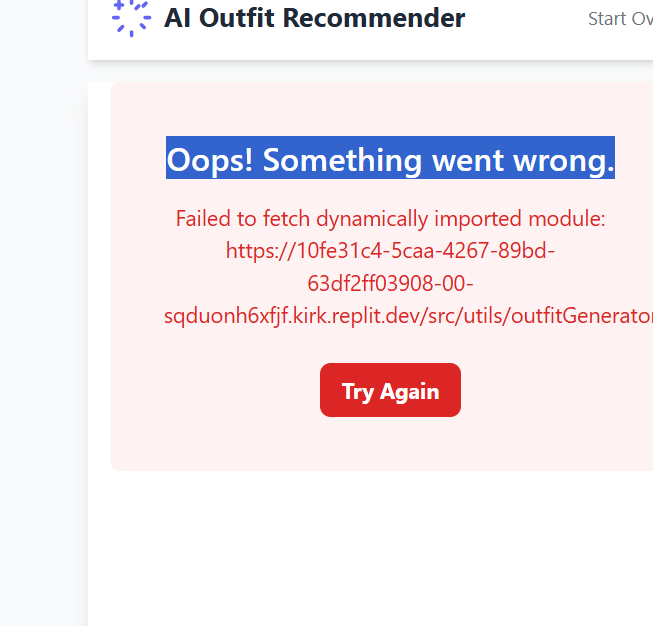 AI Outfit Recommender
Start Ov
Oops! Something went wrong.
Failed to fetch dynamically imported module:
https://10fe31c4-5caa-4267-89bd-
63df2ff03908-00-
sqduonh6xfjf.kirk.replit.dev/src/utils/outfitGenerator
Try Again